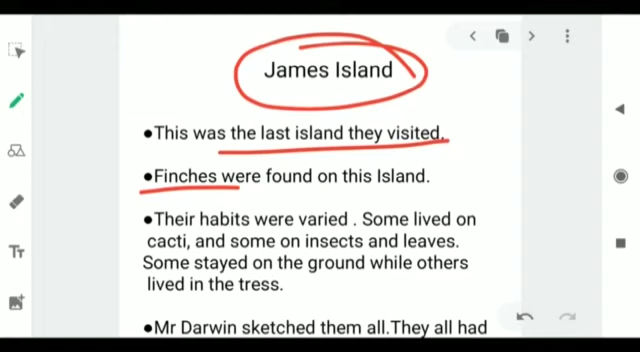 James Island
●This was the last island they visited.
●Finches were found on this Island.
●Their habits were varied . Some lived on
cacti, and some on insects and leaves.
Some stayed on the ground while others
lived in the tress.
●Mr Darwin sketched them all.They all had
Tт